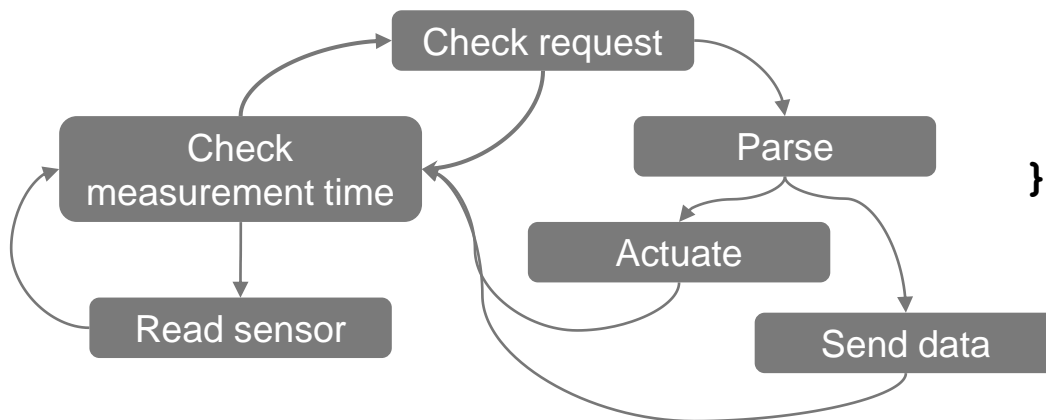 Check request
Check
measurement time
Parse
}
Actuate
Read sensor
Send data